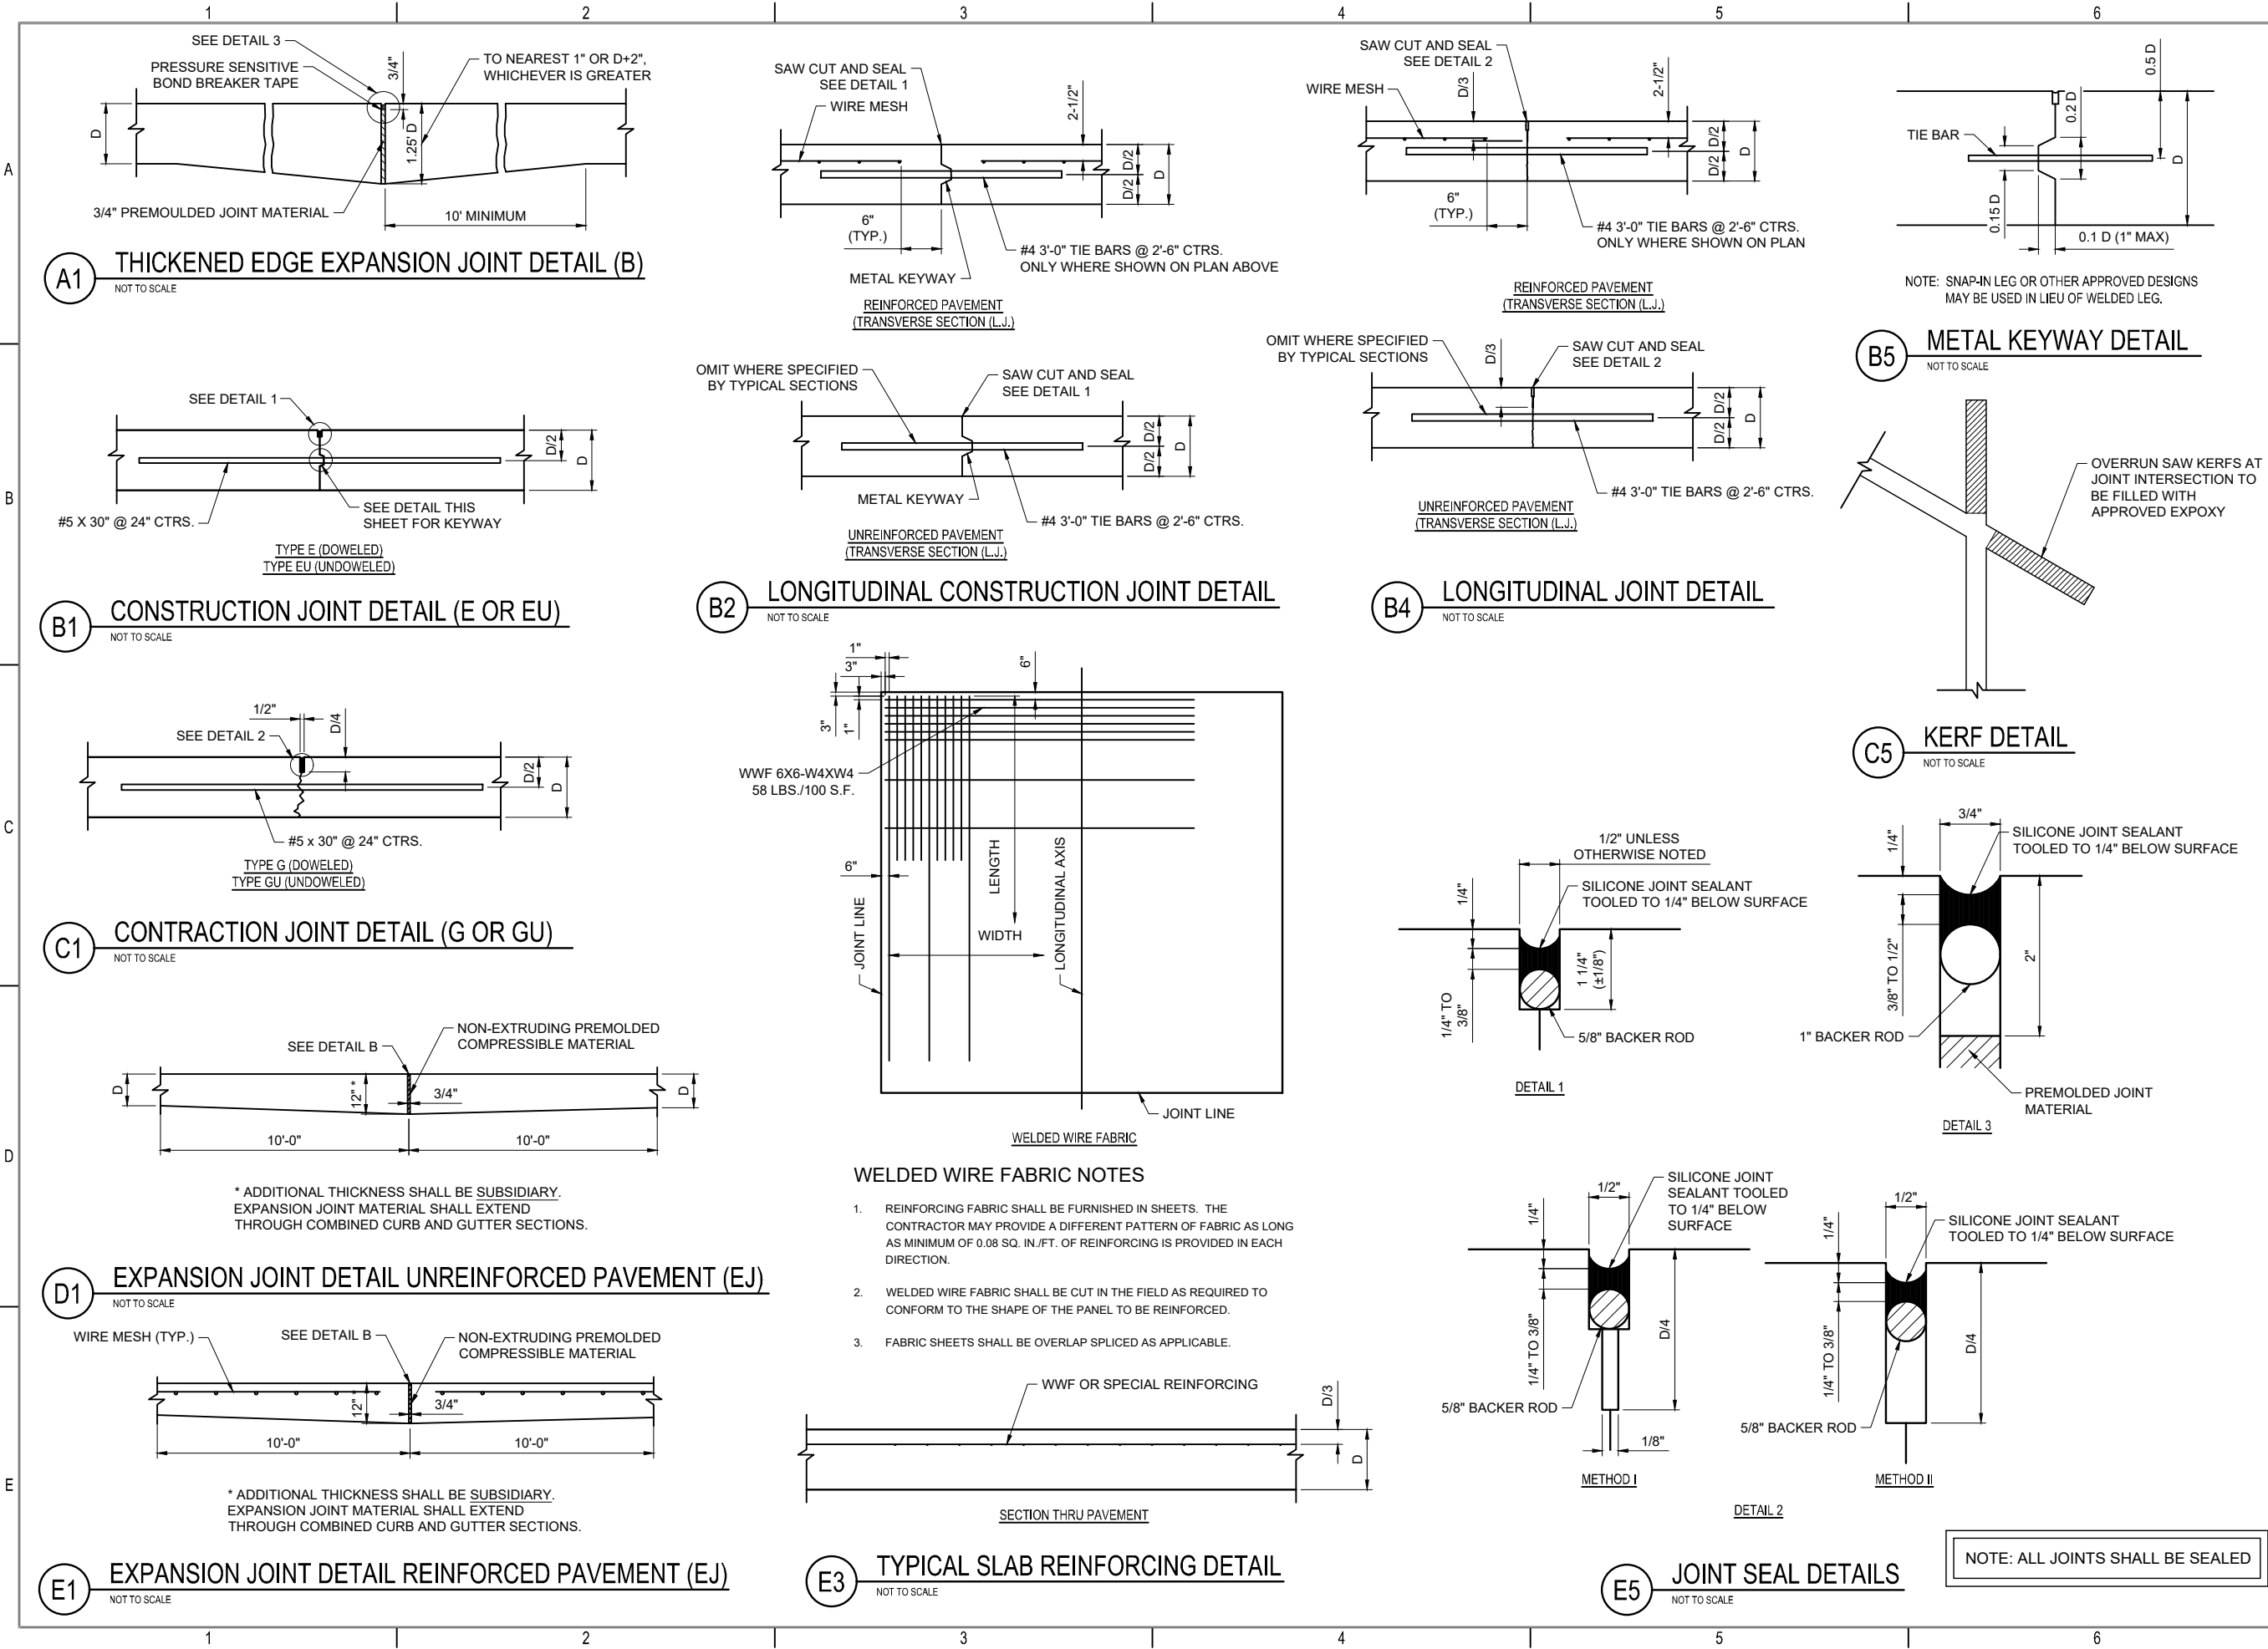 1
2
3
4
5
6
A
B
C
D
E
SEE DETAIL 3
PRESSURE SENSITIVE
BOND BREAKER TAPE
3/4"
TO NEAREST 1" OR D+2",
WHICHEVER IS GREATER
D
1.25' D
3/4" PREMOULDED JOINT MATERIAL
10' MINIMUM
A1
THICKENED EDGE EXPANSION JOINT DETAIL (B)
NOT TO SCALE
SEE DETAIL 1
D/2
D
#5 X 30" @ 24" CTRS.
SEE DETAIL THIS
SHEET FOR KEYWAY
TYPE E (DOWELED)
TYPE EU (UNDOWELED)
B1
CONSTRUCTION JOINT DETAIL (E OR EU)
NOT TO SCALE
1/2"
D/4
SEE DETAIL 2
D/2
D
#5 x 30" @ 24" CTRS.
TYPE G (DOWELED)
TYPE GU (UNDOWELED)
C1
CONTRACTION JOINT DETAIL (G OR GU)
NOT TO SCALE
SEE DETAIL B
NON-EXTRUDING PREMOLDED
COMPRESSIBLE MATERIAL
D
12" *
3/4"
D
10'-0"
10'-0"
* ADDITIONAL THICKNESS SHALL BE SUBSIDIARY.
EXPANSION JOINT MATERIAL SHALL EXTEND
THROUGH COMBINED CURB AND GUTTER SECTIONS.
D1
EXPANSION JOINT DETAIL UNREINFORCED PAVEMENT (EJ)
NOT TO SCALE
WIRE MESH (TYP.)
SEE DETAIL B
NON-EXTRUDING PREMOLDED
COMPRESSIBLE MATERIAL
12" *
3/4"
10'-0"
10'-0"
* ADDITIONAL THICKNESS SHALL BE SUBSIDIARY.
EXPANSION JOINT MATERIAL SHALL EXTEND
THROUGH COMBINED CURB AND GUTTER SECTIONS.
E1
EXPANSION JOINT DETAIL REINFORCED PAVEMENT (EJ)
NOT TO SCALE
SAW CUT AND SEAL
SEE DETAIL 1
WIRE MESH
2-1/2"
D/2
D/2
D
6"
(TYP.)
#4 3'-0" TIE BARS @ 2'-6" CTRS.
ONLY WHERE SHOWN ON PLAN ABOVE
METAL KEYWAY
REINFORCED PAVEMENT
(TRANSVERSE SECTION (L.J.)
OMIT WHERE SPECIFIED
BY TYPICAL SECTIONS
SAW CUT AND SEAL
SEE DETAIL 1
D/2
D/2
D
METAL KEYWAY
#4 3'-0" TIE BARS @ 2'-6" CTRS.
UNREINFORCED PAVEMENT
(TRANSVERSE SECTION (L.J.)
B2
LONGITUDINAL CONSTRUCTION JOINT DETAIL
NOT TO SCALE
SAW CUT AND SEAL
SEE DETAIL 2
WIRE MESH
D/3
2-1/2"
D/2
D/2
D
6"
(TYP.)
#4 3'-0" TIE BARS @ 2'-6" CTRS.
ONLY WHERE SHOWN ON PLAN
REINFORCED PAVEMENT
(TRANSVERSE SECTION (L.J.)
OMIT WHERE SPECIFIED
BY TYPICAL SECTIONS
D/3
SAW CUT AND SEAL
SEE DETAIL 2
D/2
D/2
D
#4 3'-0" TIE BARS @ 2'-6" CTRS.
UNREINFORCED PAVEMENT
(TRANSVERSE SECTION (L.J.)
B4
LONGITUDINAL JOINT DETAIL
NOT TO SCALE
0.5 D
0.2 D
TIE BAR
D
0.15 D
0.1 D (1" MAX)
NOTE: SNAP-IN LEG OR OTHER APPROVED DESIGNS
MAY BE USED IN LIEU OF WELDED LEG.
B5
METAL KEYWAY DETAIL
NOT TO SCALE
OVERRUN SAW KERFS AT
JOINT INTERSECTION TO
BE FILLED WITH
APPROVED EXPOXY
C5
KERF DETAIL
NOT TO SCALE
1"
3"
6"
3"
1"
WWF 6X6-W4XW4
58 LBS./100 S.F.
6"
LENGTH
WIDTH
JOINT LINE
LONGITUDINAL AXIS
JOINT LINE
WELDED WIRE FABRIC
WELDED WIRE FABRIC NOTES
1. REINFORCING FABRIC SHALL BE FURNISHED IN SHEETS. THE
CONTRACTOR MAY PROVIDE A DIFFERENT PATTERN OF FABRIC AS LONG
AS MINIMUM OF 0.08 SQ. IN./FT. OF REINFORCING IS PROVIDED IN EACH
DIRECTION.
2. WELDED WIRE FABRIC SHALL BE CUT IN THE FIELD AS REQUIRED TO
CONFORM TO THE SHAPE OF THE PANEL TO BE REINFORCED.
3. FABRIC SHEETS SHALL BE OVERLAP SPLICED AS APPLICABLE.
WWF OR SPECIAL REINFORCING
D/3
D
SECTION THRU PAVEMENT
E3
TYPICAL SLAB REINFORCING DETAIL
NOT TO SCALE
1/2" UNLESS
OTHERWISE NOTED
1/4"
SILICONE JOINT SEALANT
TOOLED TO 1/4" BELOW SURFACE
1 1/4"
(±1/8")
1/4" TO
3/8"
5/8" BACKER ROD
DETAIL 1
3/4"
1/4"
SILICONE JOINT SEALANT
TOOLED TO 1/4" BELOW SURFACE
3/8" TO 1/2"
2"
1" BACKER ROD
PREMOLDED JOINT
MATERIAL
DETAIL 3
1/2"
1/4"
SILICONE JOINT
SEALANT TOOLED
TO 1/4" BELOW
SURFACE
1/4" TO 3/8"
D/4
5/8" BACKER ROD
1/8"
METHOD I
1/2"
1/4"
SILICONE JOINT SEALANT
TOOLED TO 1/4" BELOW SURFACE
1/4" TO 3/8"
D/4
5/8" BACKER ROD
METHOD II
DETAIL 2
E5
JOINT SEAL DETAILS
NOT TO SCALE
NOTE: ALL JOINTS SHALL BE SEALED
1
2
3
4
5
6